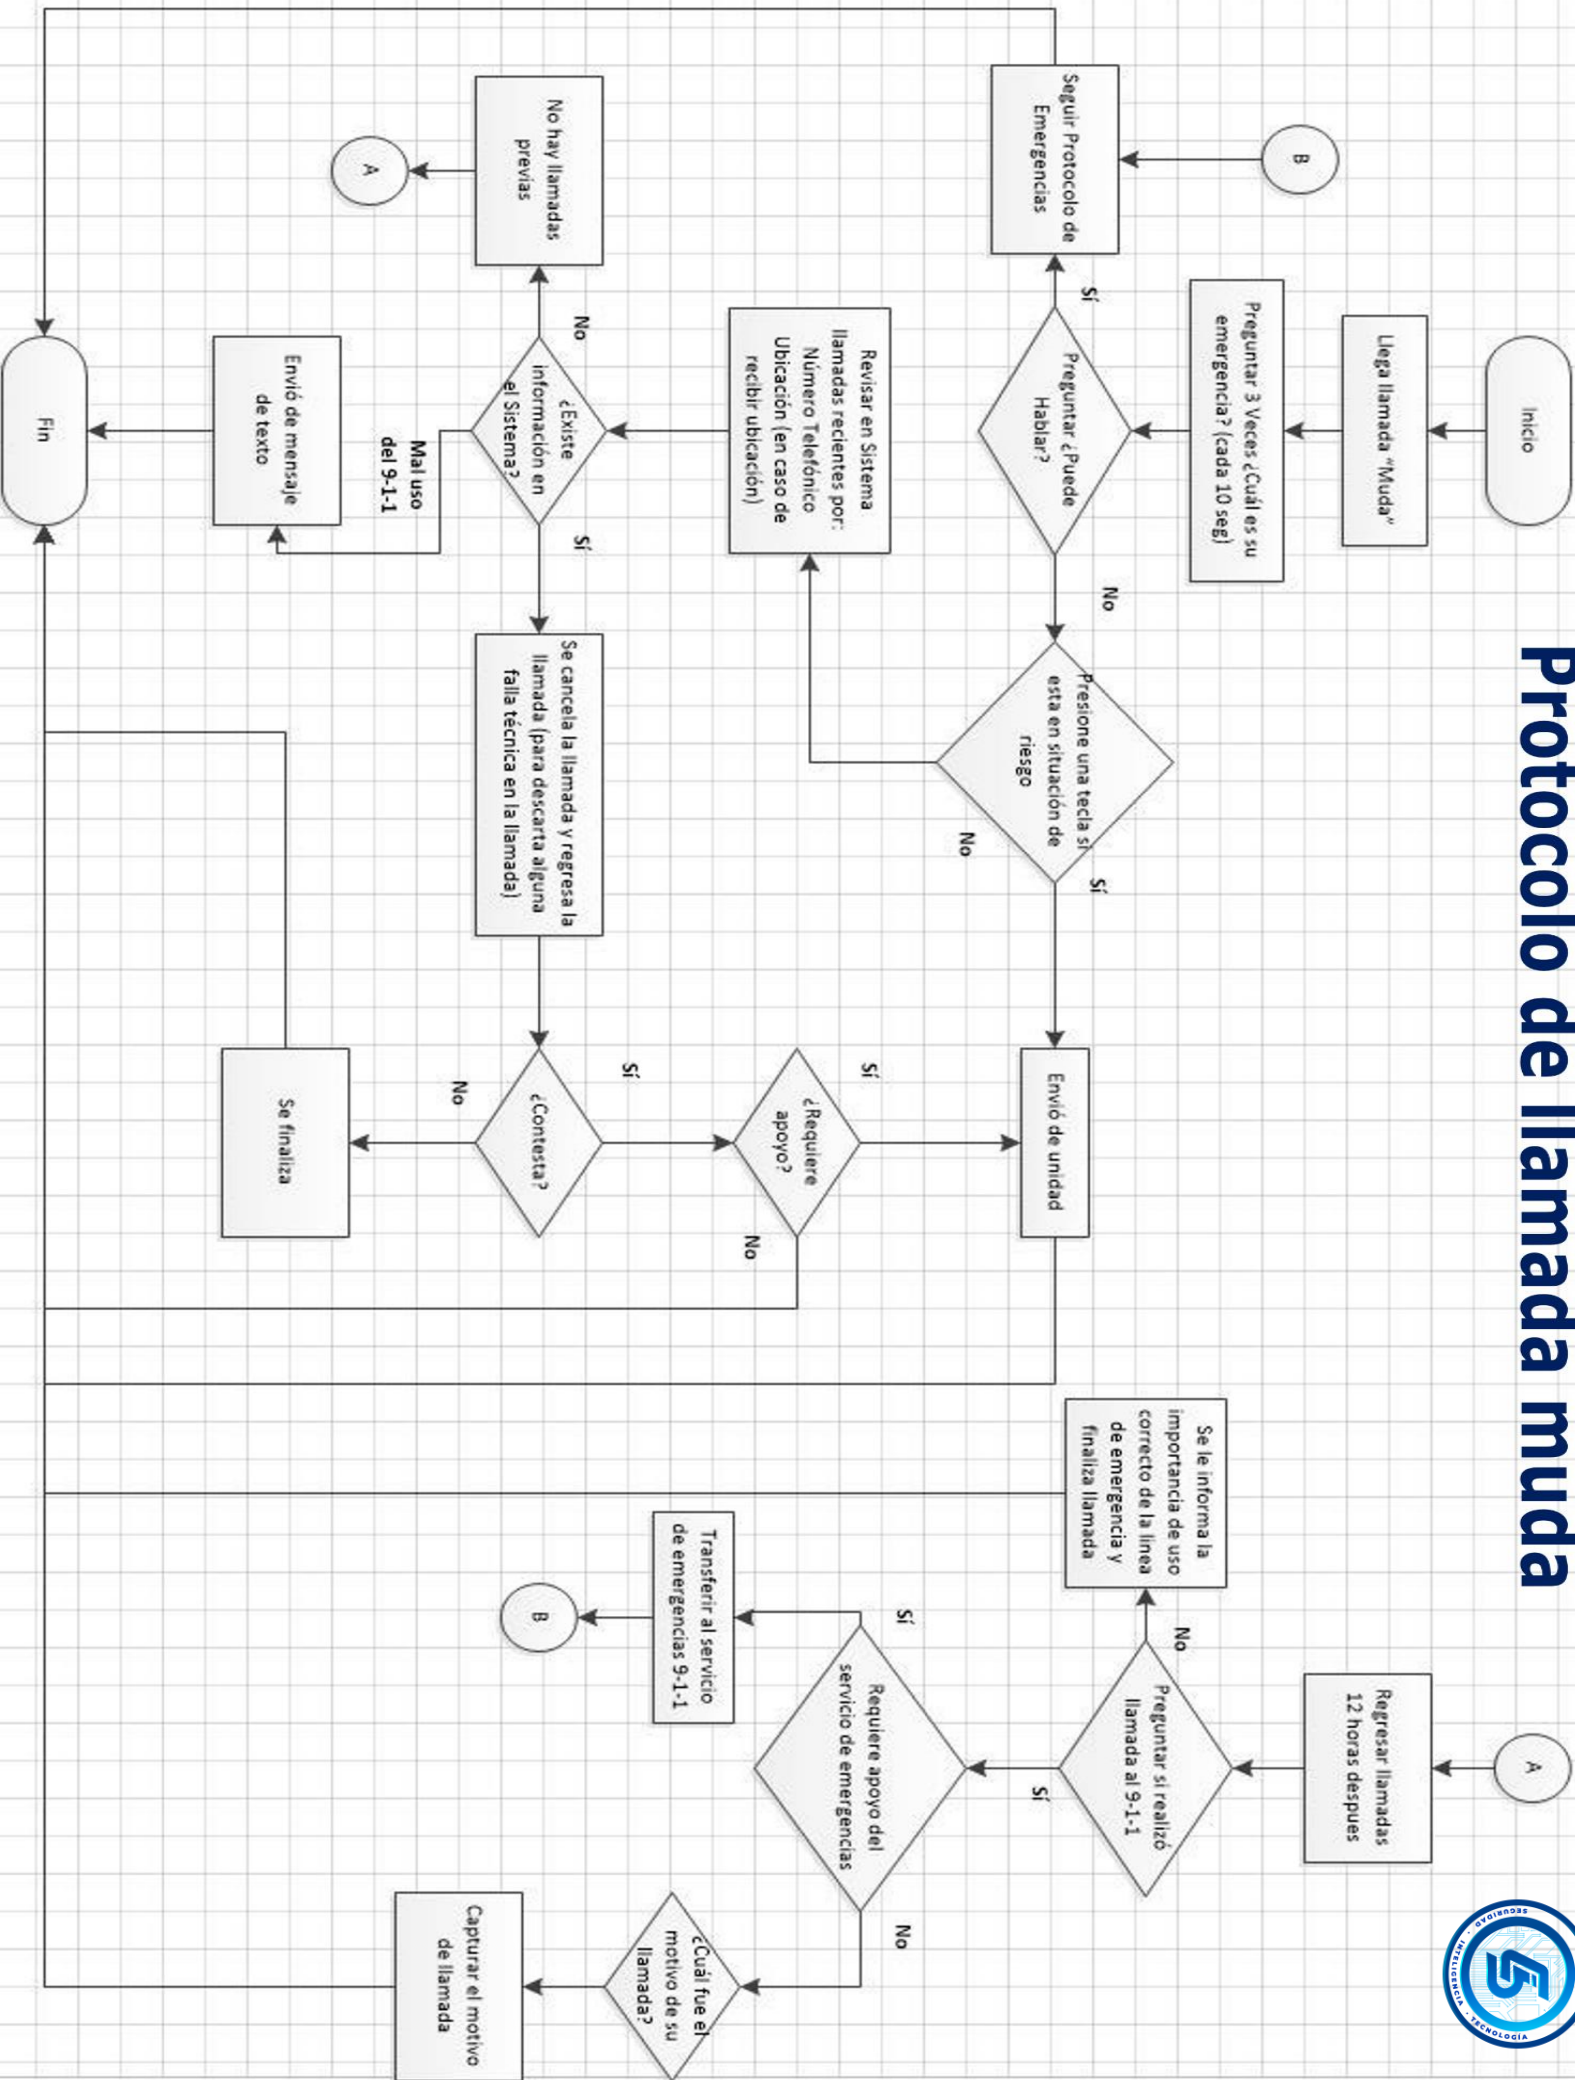 Protocolo de llamada muda
Inicio
Llega llamada "Muda"
Preguntar 3 Veces ¿Cuál es su
emergencia? (cada 10 seg)
B
Seguir Protocolo de
Emergencias
Sí
Preguntar ¿Puede
Hablar?
No
Presione una tecla si
esta en situación de
riesgo
Sí
No
Envió de unidad
Revisar en Sistema
llamadas recientes por:
Número Telefónico
Ubicación (en caso de
recibir ubicación)
Sí
¿Requiere
apoyo?
No
No hay llamadas
previas
A
No
¿Existe
información en
el Sistema?
Sí
Mal uso
del 9-1-1
Se cancela la llamada y regresa la
llamada (para descarta alguna
falla técnica en la llamada)
Sí
¿Contesta?
No
Envió de mensaje
de texto
Se finaliza
Fin
A
Regresar llamadas
12 horas despues
Se le informa la
importancia de uso
correcto de la linea
de emergencia y
finaliza llamada
No
Preguntar si realizó
llamada al 9-1-1
Sí
Sí
Requiere apoyo del
servicio de emergencias
No
Transferir al servicio
de emergencias 9-1-1
B
¿Cuál fue el
motivo de su
llamada?
Capturar el motivo
de llamada
SEGURIDAD · INTELIGENCIA · TECNOLOGÍA
C5